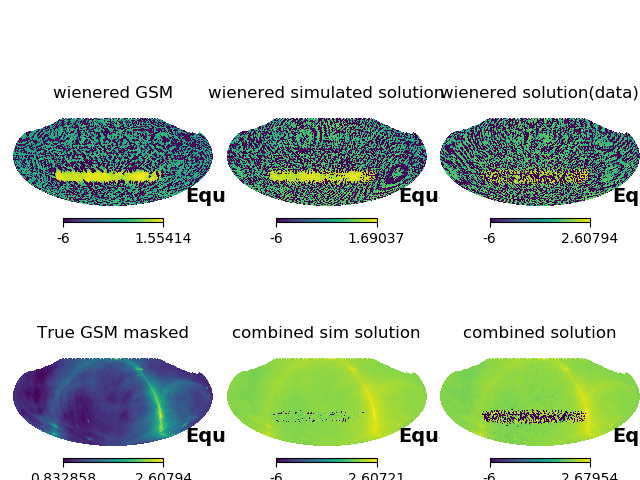 wienered GSM
wienered simulated solution
wienered solution(data)
Equ
Equ
Eq
-6 1.55414
-6 1.69037
-6 2.60794
True GSM masked
combined sim solution
combined solution
Equ
Equ
Eq
0.832858 2.60794
-6 2.60721
-6 2.67954